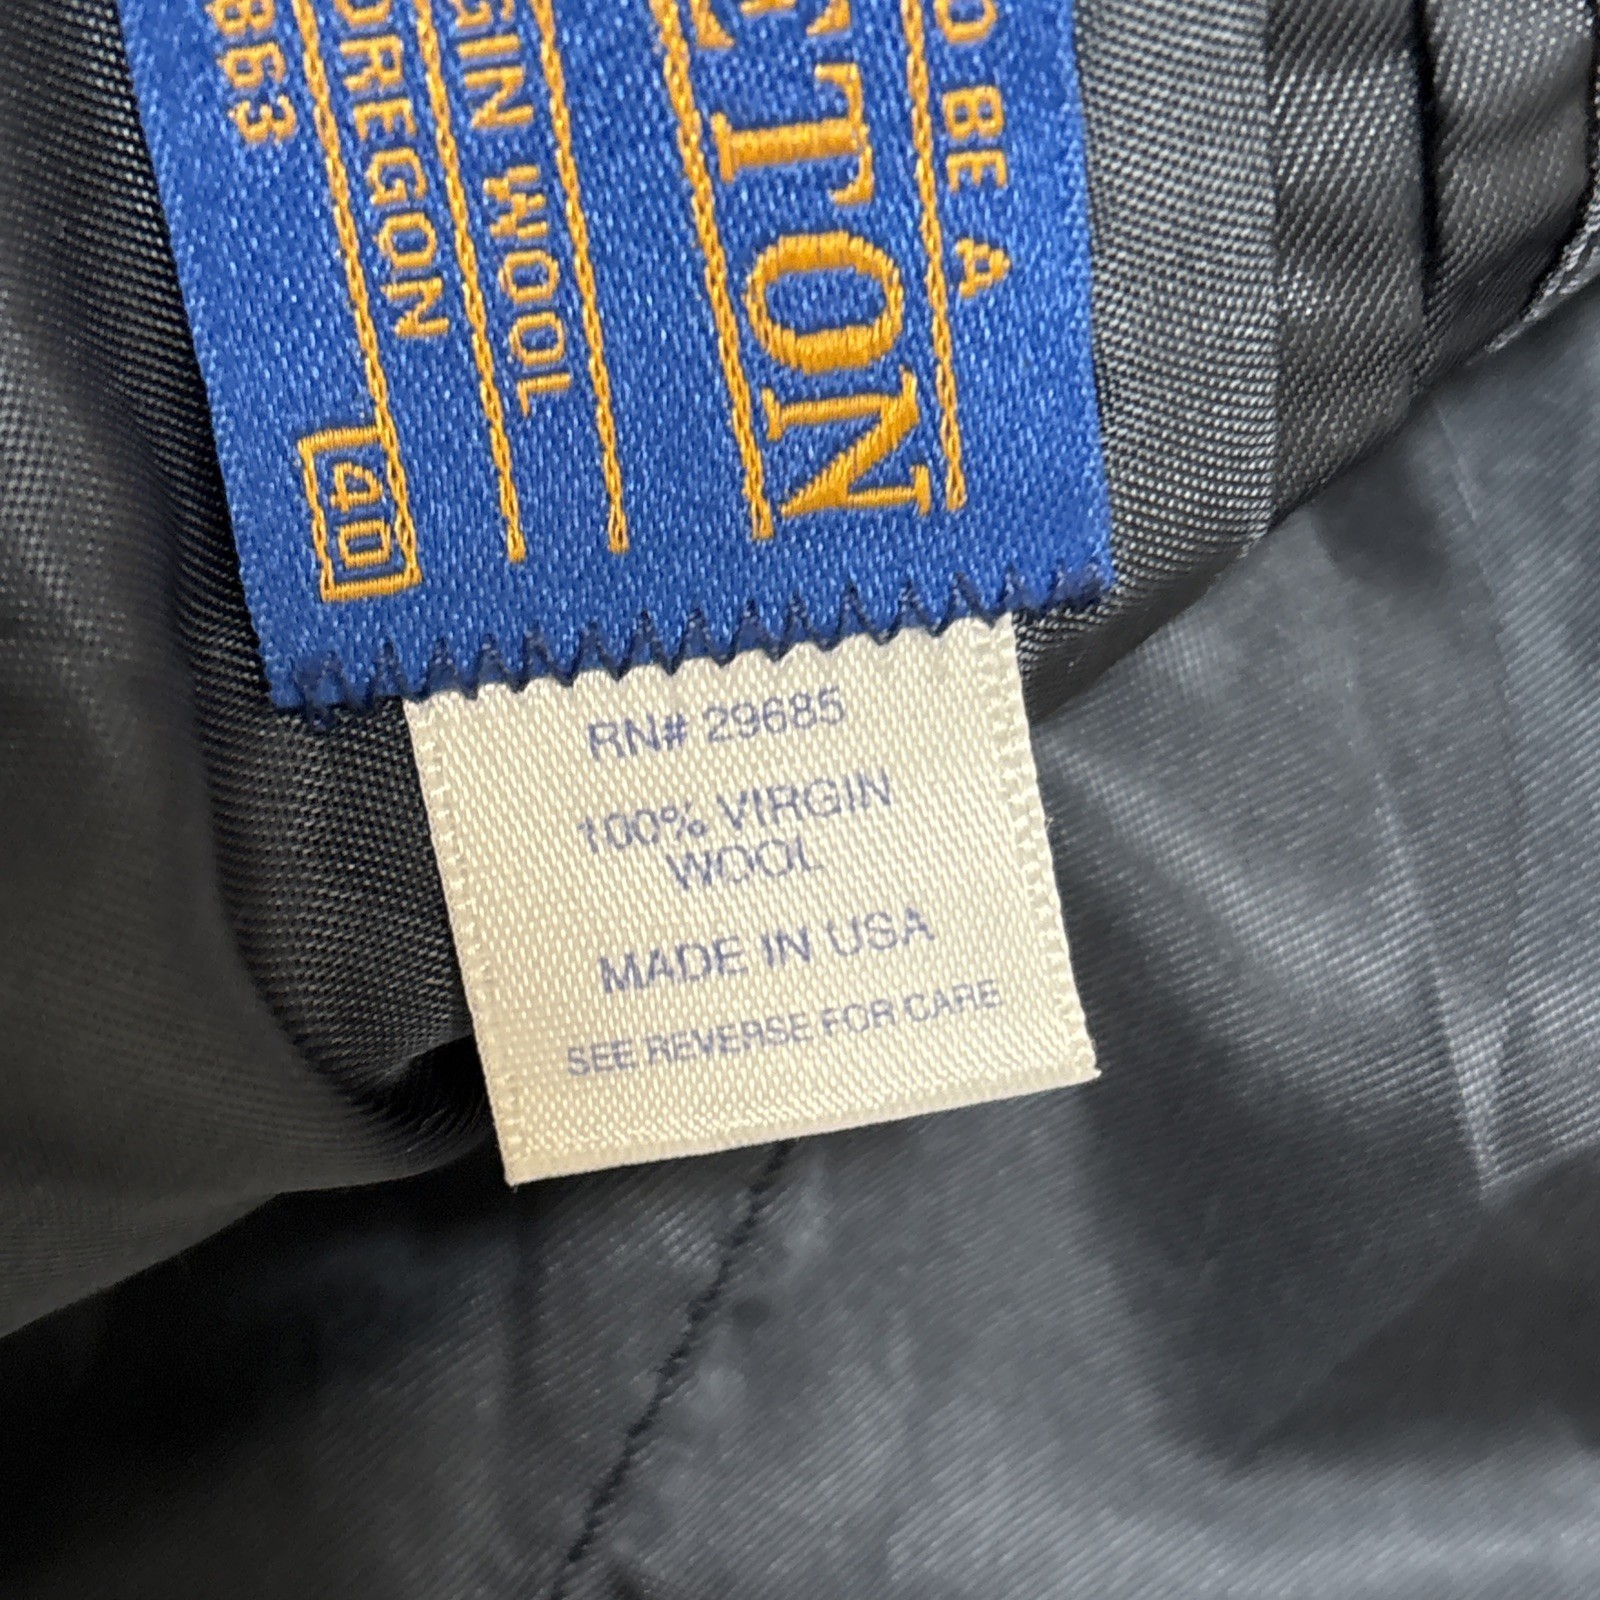 D BE A
TON
GIN WOOL
OREGON
863
40
RN# 29685
100% VIRGIN
WOOL
MADE IN USA
SEE REVERSE FOR CARE